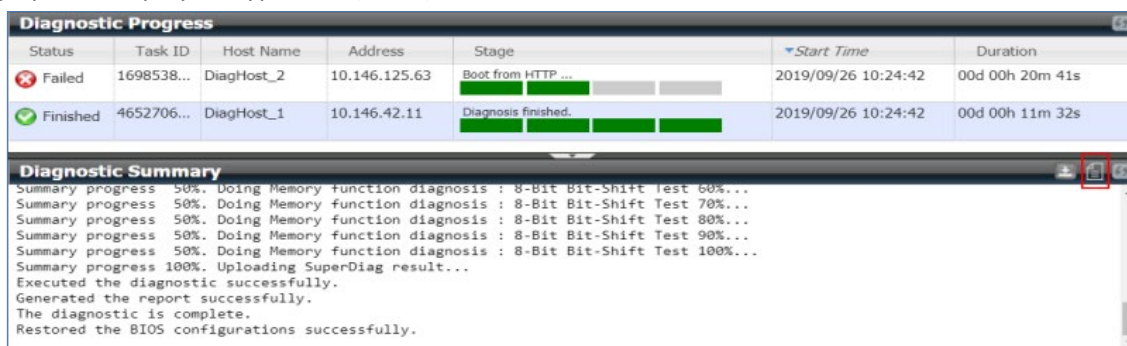 Diagnostic Progress
Status Task ID Host Name Address Stage Start Time Duration
Failed 1698538... DiagHost_2 10.146.125.63 Boot from HTTP ... 2019/09/26 10:24:42 00d 00h 20m 41s
Finished 4652706... DiagHost_1 10.146.42.11 Diagnosis finished. 2019/09/26 10:24:42 00d 00h 11m 32s
Diagnostic Summary
Summary progress 50%. Doing Memory function diagnosis : 8-Bit Bit-Shift Test 60%...
Summary progress 50%. Doing Memory function diagnosis : 8-Bit Bit-Shift Test 70%...
Summary progress 50%. Doing Memory function diagnosis : 8-Bit Bit-Shift Test 80%...
Summary progress 50%. Doing Memory function diagnosis : 8-Bit Bit-Shift Test 90%...
Summary progress 50%. Doing Memory function diagnosis : 8-Bit Bit-Shift Test 100%...
Summary progress 100%. Uploading SuperDiag result...
Executed the diagnostic successfully.
Generated the report successfully.
The diagnostic is complete.
Restored the BIOS configurations successfully.